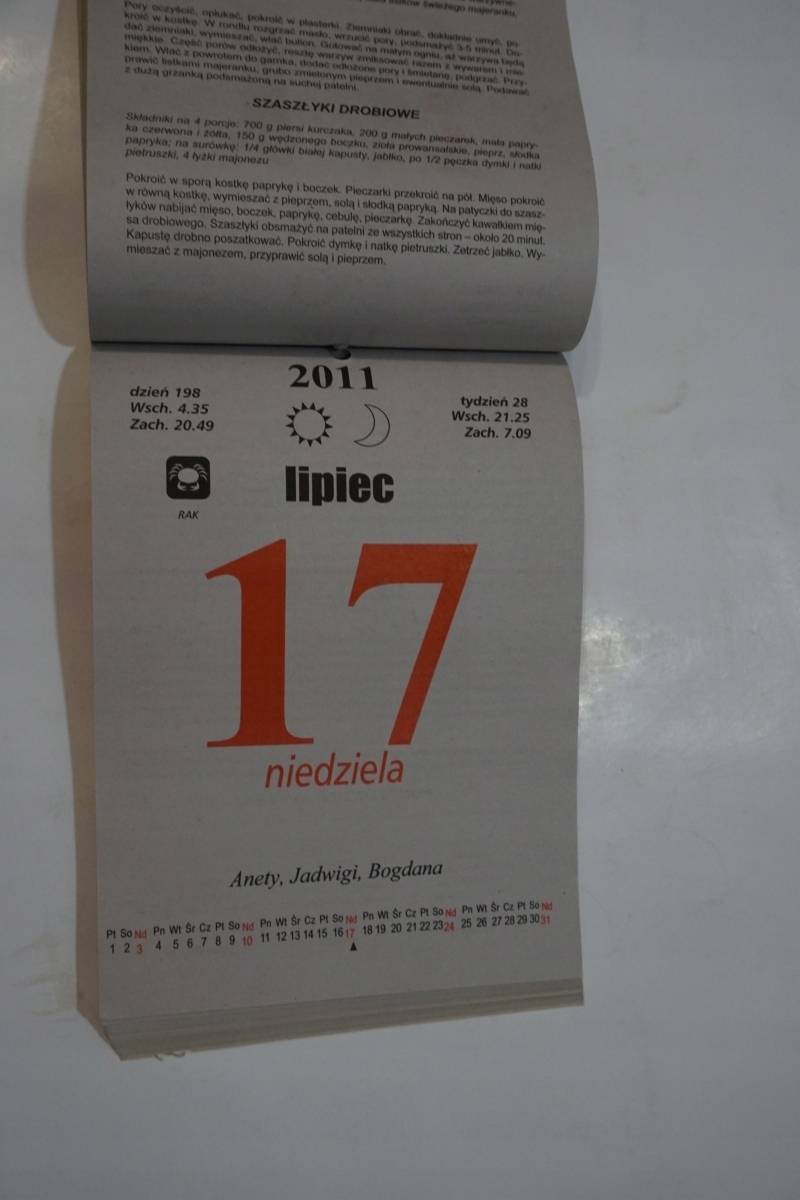 Pory oczyścić, opłukać, pokroić w plasterki. Ziemniaki obrać, dokładnie umyć, po-
kroić w kostkę. W rondlu rozgrzać masło, wrzucić pory, podsmażyć 3-5 minut. Do-
dać ziemniaki, wymieszać, wlać bulion. Gotować na małym ogniu, aż warzywa będą
miękkie. Część porów odłożyć, resztę warzyw zmiksować razem z wywarem i mle-
kiem. Wlać z powrotem do garnka, dodać odłożone pory i śmietanę, podgrzać. Przy-
prawić listkami majeranku, grubo zmielonym pieprzem i ewentualnie solą. Podawać
z dużą grzanką podsmażoną na suchej patelni.
SZASZŁYKI DROBIOWE
Składniki na 4 porcje: 700 g piersi kurczaka, 200 g małych pieczarek, mała papry-
ka czerwona i żółta, 150 g wędzonego boczku, zioła prowansalskie, pieprz, słodka
papryka; na surówkę: 1/4 główki białej kapusty, jabłko, po 1/2 pęczka dymki i natki
pietruszki, 4 łyżki majonezu
Pokroić w sporą kostkę paprykę i boczek. Pieczarki przekroić na pół. Mięso pokroić
w równą kostkę, wymieszać z pieprzem, solą i słodką papryką. Na patyczki do szasz-
łyków nabijać mięso, boczek, paprykę, cebulę, pieczarkę. Zakończyć kawałkiem mię-
sa drobiowego. Szaszłyki obsmażyć na patelni ze wszystkich stron – około 20 minut.
Kapustę drobno poszatkować. Pokroić dymkę i natkę pietruszki. Zetrzeć jabłko. Wy-
mieszać z majonezem, przyprawić solą i pieprzem.
2011
dzień 198
Wsch. 4.35
Zach. 20.49
tydzień 28
Wsch. 21.25
Zach. 7.09
RAK
lipiec
17
niedziela
Anety, Jadwigi, Bogdana
Pt So Nd Pn Wt Śr Cz Pt So Nd Pn Wt Śr Cz Pt So Nd Pn Wt Śr Cz Pt So Nd Pn Wt Śr Cz Pt So Nd
1 2 3 4 5 6 7 8 9 10 11 12 13 14 15 16 17 18 19 20 21 22 23 24 25 26 27 28 29 30 31